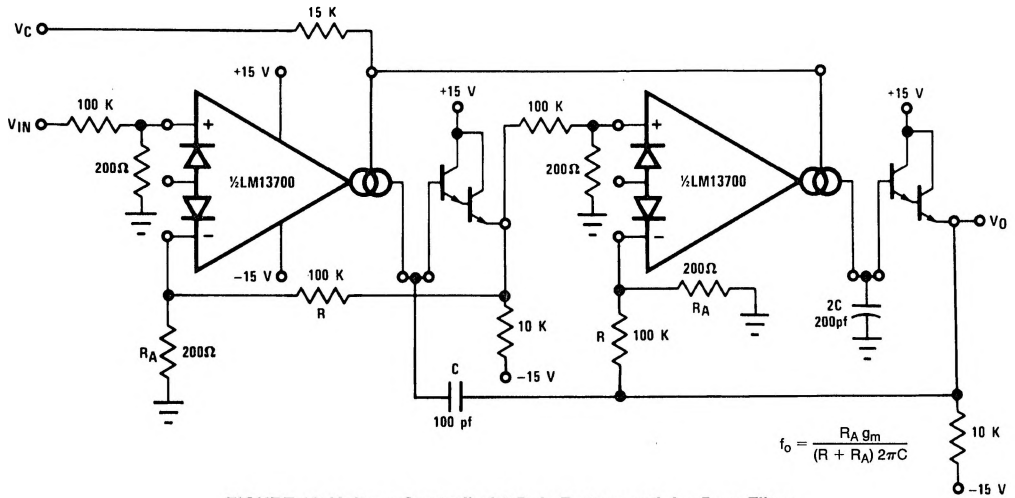 VC
15 K
+15 V
100 K
VIN
+
200Ω
½LM13700
−
−15 V
100 K
R
RA
200Ω
+15 V
10 K
−15 V
C
100 pf
100 K
+
200Ω
½LM13700
−
200Ω
RA
R
100 K
+15 V
VO
2C
200pf
10 K
−15 V
fo = RA gm / (R + RA) 2πC